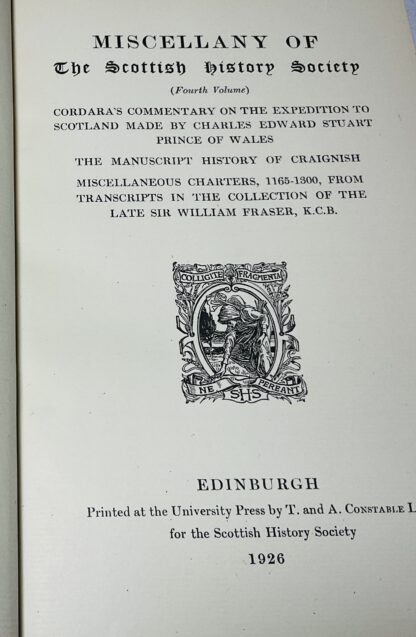 MISCELLANY OF
The Scottish History Society
(Fourth Volume)
CORDARA'S COMMENTARY ON THE EXPEDITION TO
SCOTLAND MADE BY CHARLES EDWARD STUART
PRINCE OF WALES
THE MANUSCRIPT HISTORY OF CRAIGNISH
MISCELLANEOUS CHARTERS, 1165-1300, FROM
TRANSCRIPTS IN THE COLLECTION OF THE
LATE SIR WILLIAM FRASER, K.C.B.
COLLIGITE FRAGMENTA
NE PEREANT
SHS
EDINBURGH
Printed at the University Press by T. and A. CONSTABLE L
for the Scottish History Society
1926